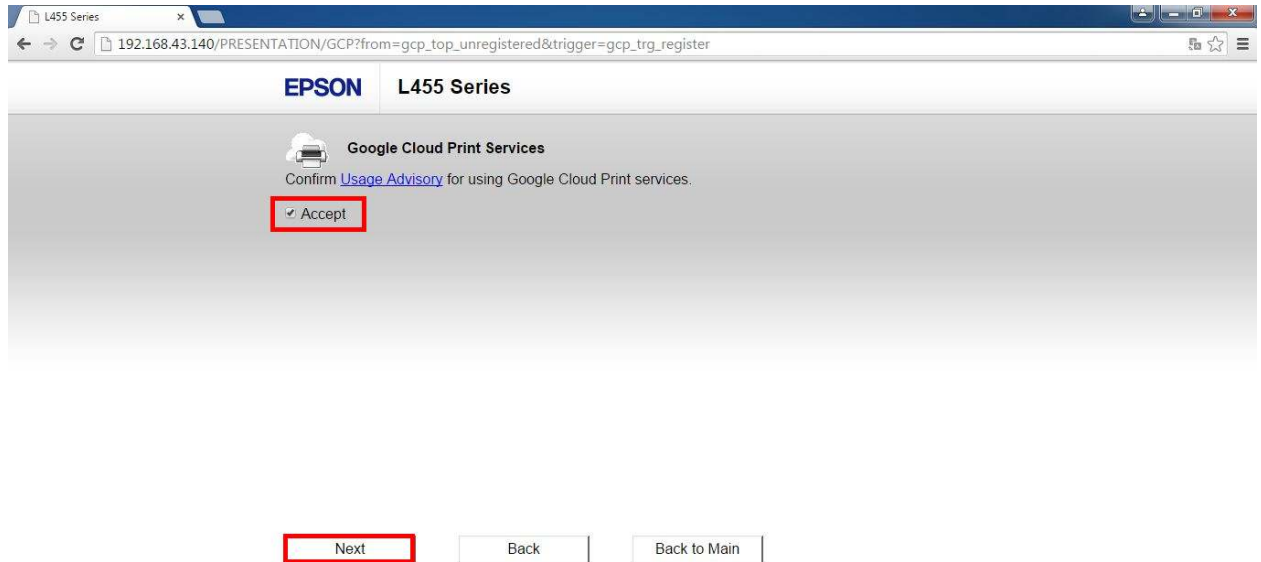 L455 Series
192.168.43.140/PRESENTATION/GCP?from=gcp_top_unregistered&trigger=gcp_trg_register
EPSON L455 Series
Google Cloud Print Services
Confirm Usage Advisory for using Google Cloud Print services.
Accept
Next Back Back to Main